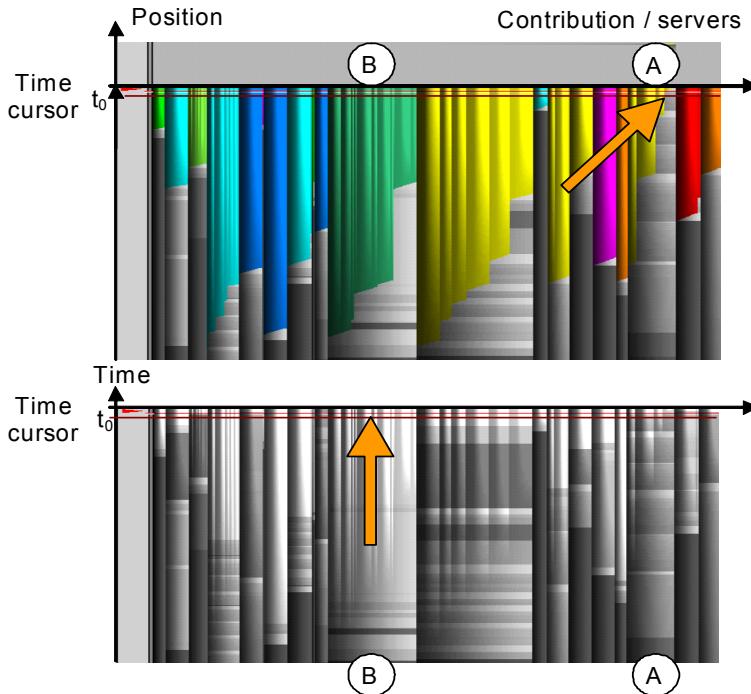 Position
Contribution / servers
B
A
Time
cursor
t0
Time
Time
cursor
t0
B
A